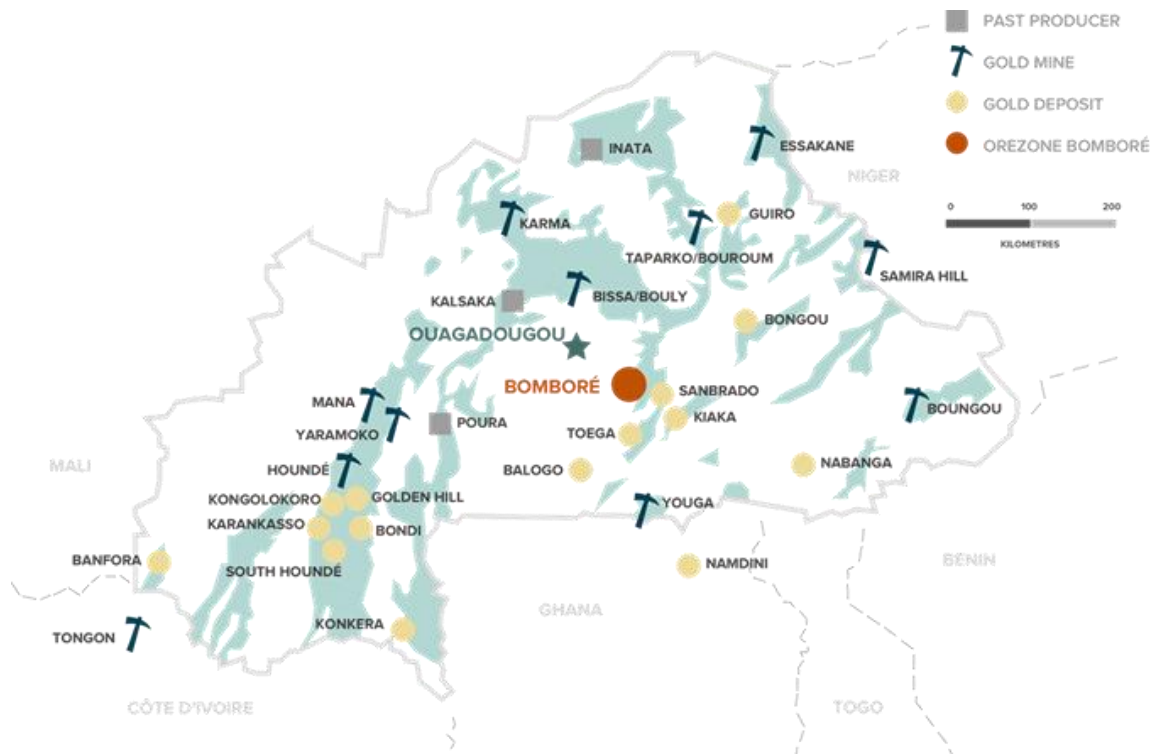 PAST PRODUCER
GOLD MINE
GOLD DEPOSIT
OREZONE BOMBORÉ
0 100 200
KILOMETRES
INATA
ESSAKANE
NIGER
KARMA
GUIRO
TAPARKO/BOUROUM
SAMIRA HILL
KALSAKA
BISSA/BOULY
OUAGADOUGOU
BONGOU
BOMBORÉ
SANBRADO
KIAKA
MANA
YARAMOKO
POURA
TOEGA
BOUNGOU
MALI
HOUNDÉ
BALOGO
NABANGA
KONGOLOKORO
GOLDEN HILL
YOUGA
KARANKASSO
BONDI
BANFORA
SOUTH HOUNDÉ
NAMDINI
BENIN
GHANA
KONKERA
TONGON
CÔTE D'IVOIRE
TOGO